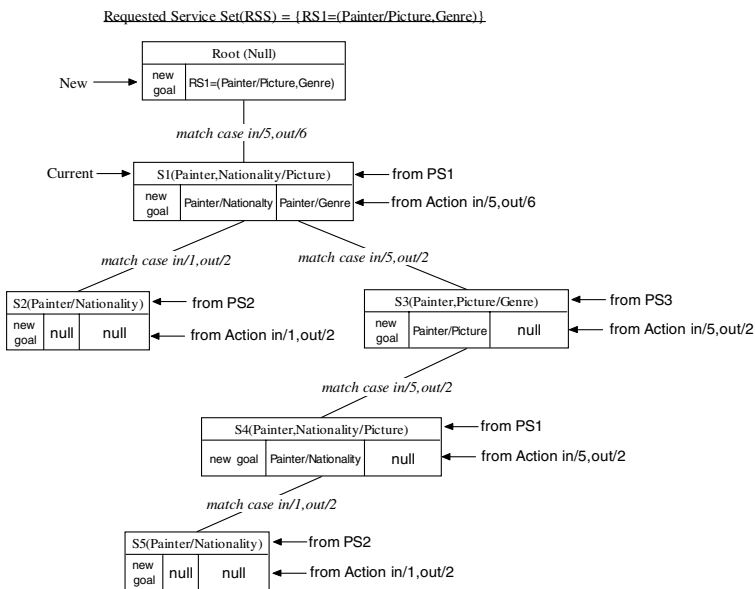 Requested Service Set(RSS) = {RS1=(Painter/Picture,Genre)}
Root (Null)
New
new goal
RS1=(Painter/Picture,Genre)
match case in/5,out/6
Current
S1(Painter,Nationality/Picture)
from PS1
new goal
Painter/Nationalty
Painter/Genre
from Action in/5,out/6
match case in/1,out/2
match case in/5,out/2
S2(Painter/Nationality)
from PS2
new goal
null
null
from Action in/1,out/2
S3(Painter,Picture/Genre)
from PS3
new goal
Painter/Picture
null
from Action in/5,out/2
match case in/5,out/2
S4(Painter,Nationality/Picture)
from PS1
new goal
Painter/Nationality
null
from Action in/5,out/2
match case in/1,out/2
S5(Painter/Nationality)
from PS2
new goal
null
null
from Action in/1,out/2